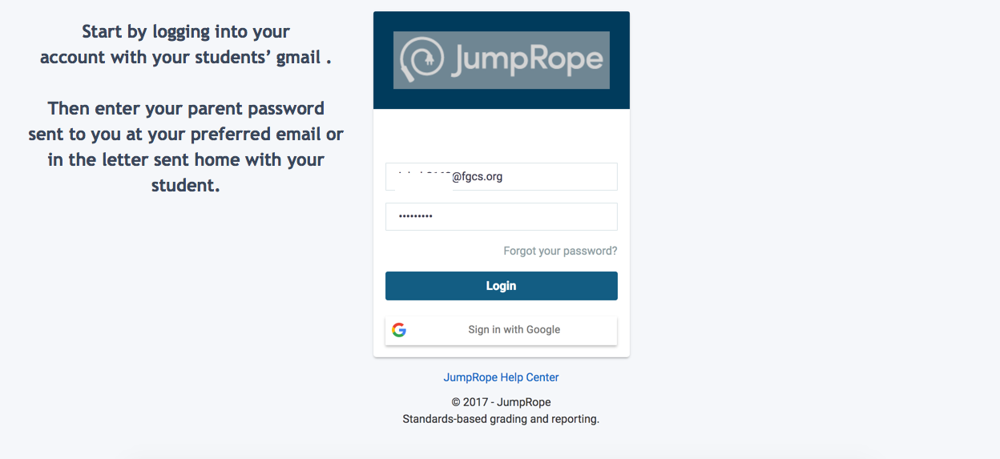 Start by logging into your
account with your students’ gmail .
Then enter your parent password
sent to you at your preferred email or
in the letter sent home with your
student.
JumpRope
@fgcs.org
•••••••••
Forgot your password?
Login
Sign in with Google
JumpRope Help Center
© 2017 - JumpRope
Standards-based grading and reporting.